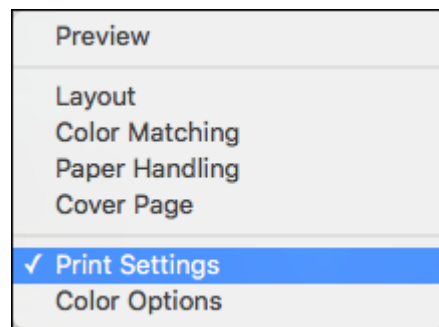 Preview
Layout
Color Matching
Paper Handling
Cover Page
✓ Print Settings
Color Options